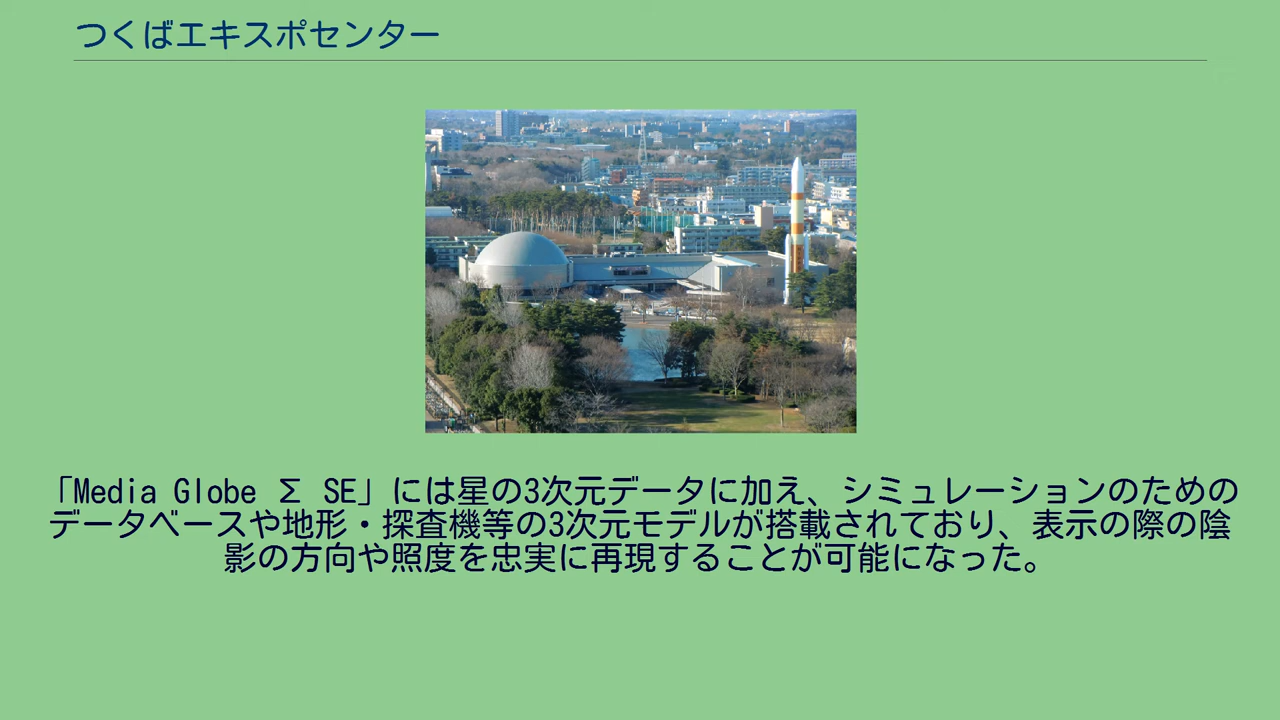 つくばエキスポセンター
「Media Globe Σ SE」には星の3次元データに加え、シミュレーションのための
データベースや地形・探査機等の3次元モデルが搭載されており、表示の際の陰
影の方向や照度を忠実に再現することが可能になった。